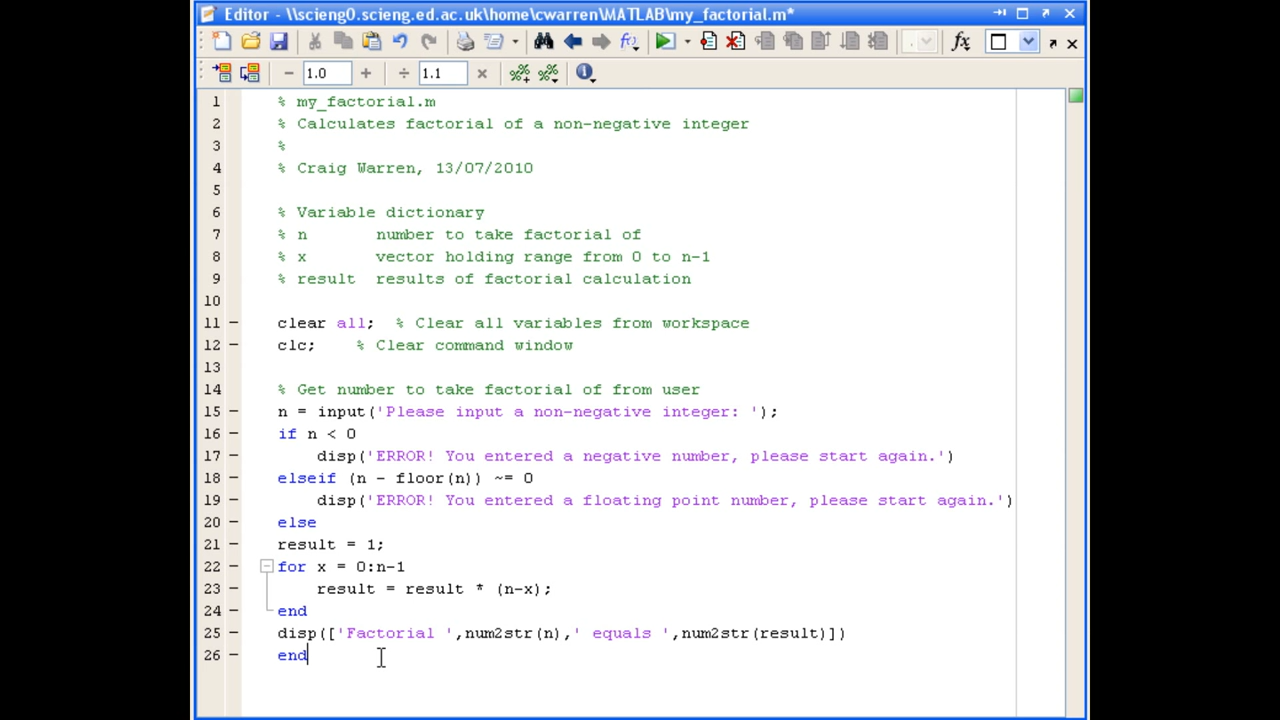 Editor - \\scieng0.scieng.ed.ac.uk\home\cwarren\MATLAB\my_factorial.m*
1.0
1.1
1 % my_factorial.m
2 % Calculates factorial of a non-negative integer
3 %
4 % Craig Warren, 13/07/2010
5
6 % Variable dictionary
7 % n       number to take factorial of
8 % x       vector holding range from 0 to n-1
9 % result  results of factorial calculation
10
11 clear all;  % Clear all variables from workspace
12 clc;    % Clear command window
13
14 % Get number to take factorial of from user
15 n = input('Please input a non-negative integer: ');
16 if n < 0
17     disp('ERROR! You entered a negative number, please start again.')
18 elseif (n - floor(n)) ~= 0
19     disp('ERROR! You entered a floating point number, please start again.')
20 else
21 result = 1;
22 for x = 0:n-1
23     result = result * (n-x);
24 end
25 disp(['Factorial ',num2str(n),' equals ',num2str(result)])
26 end